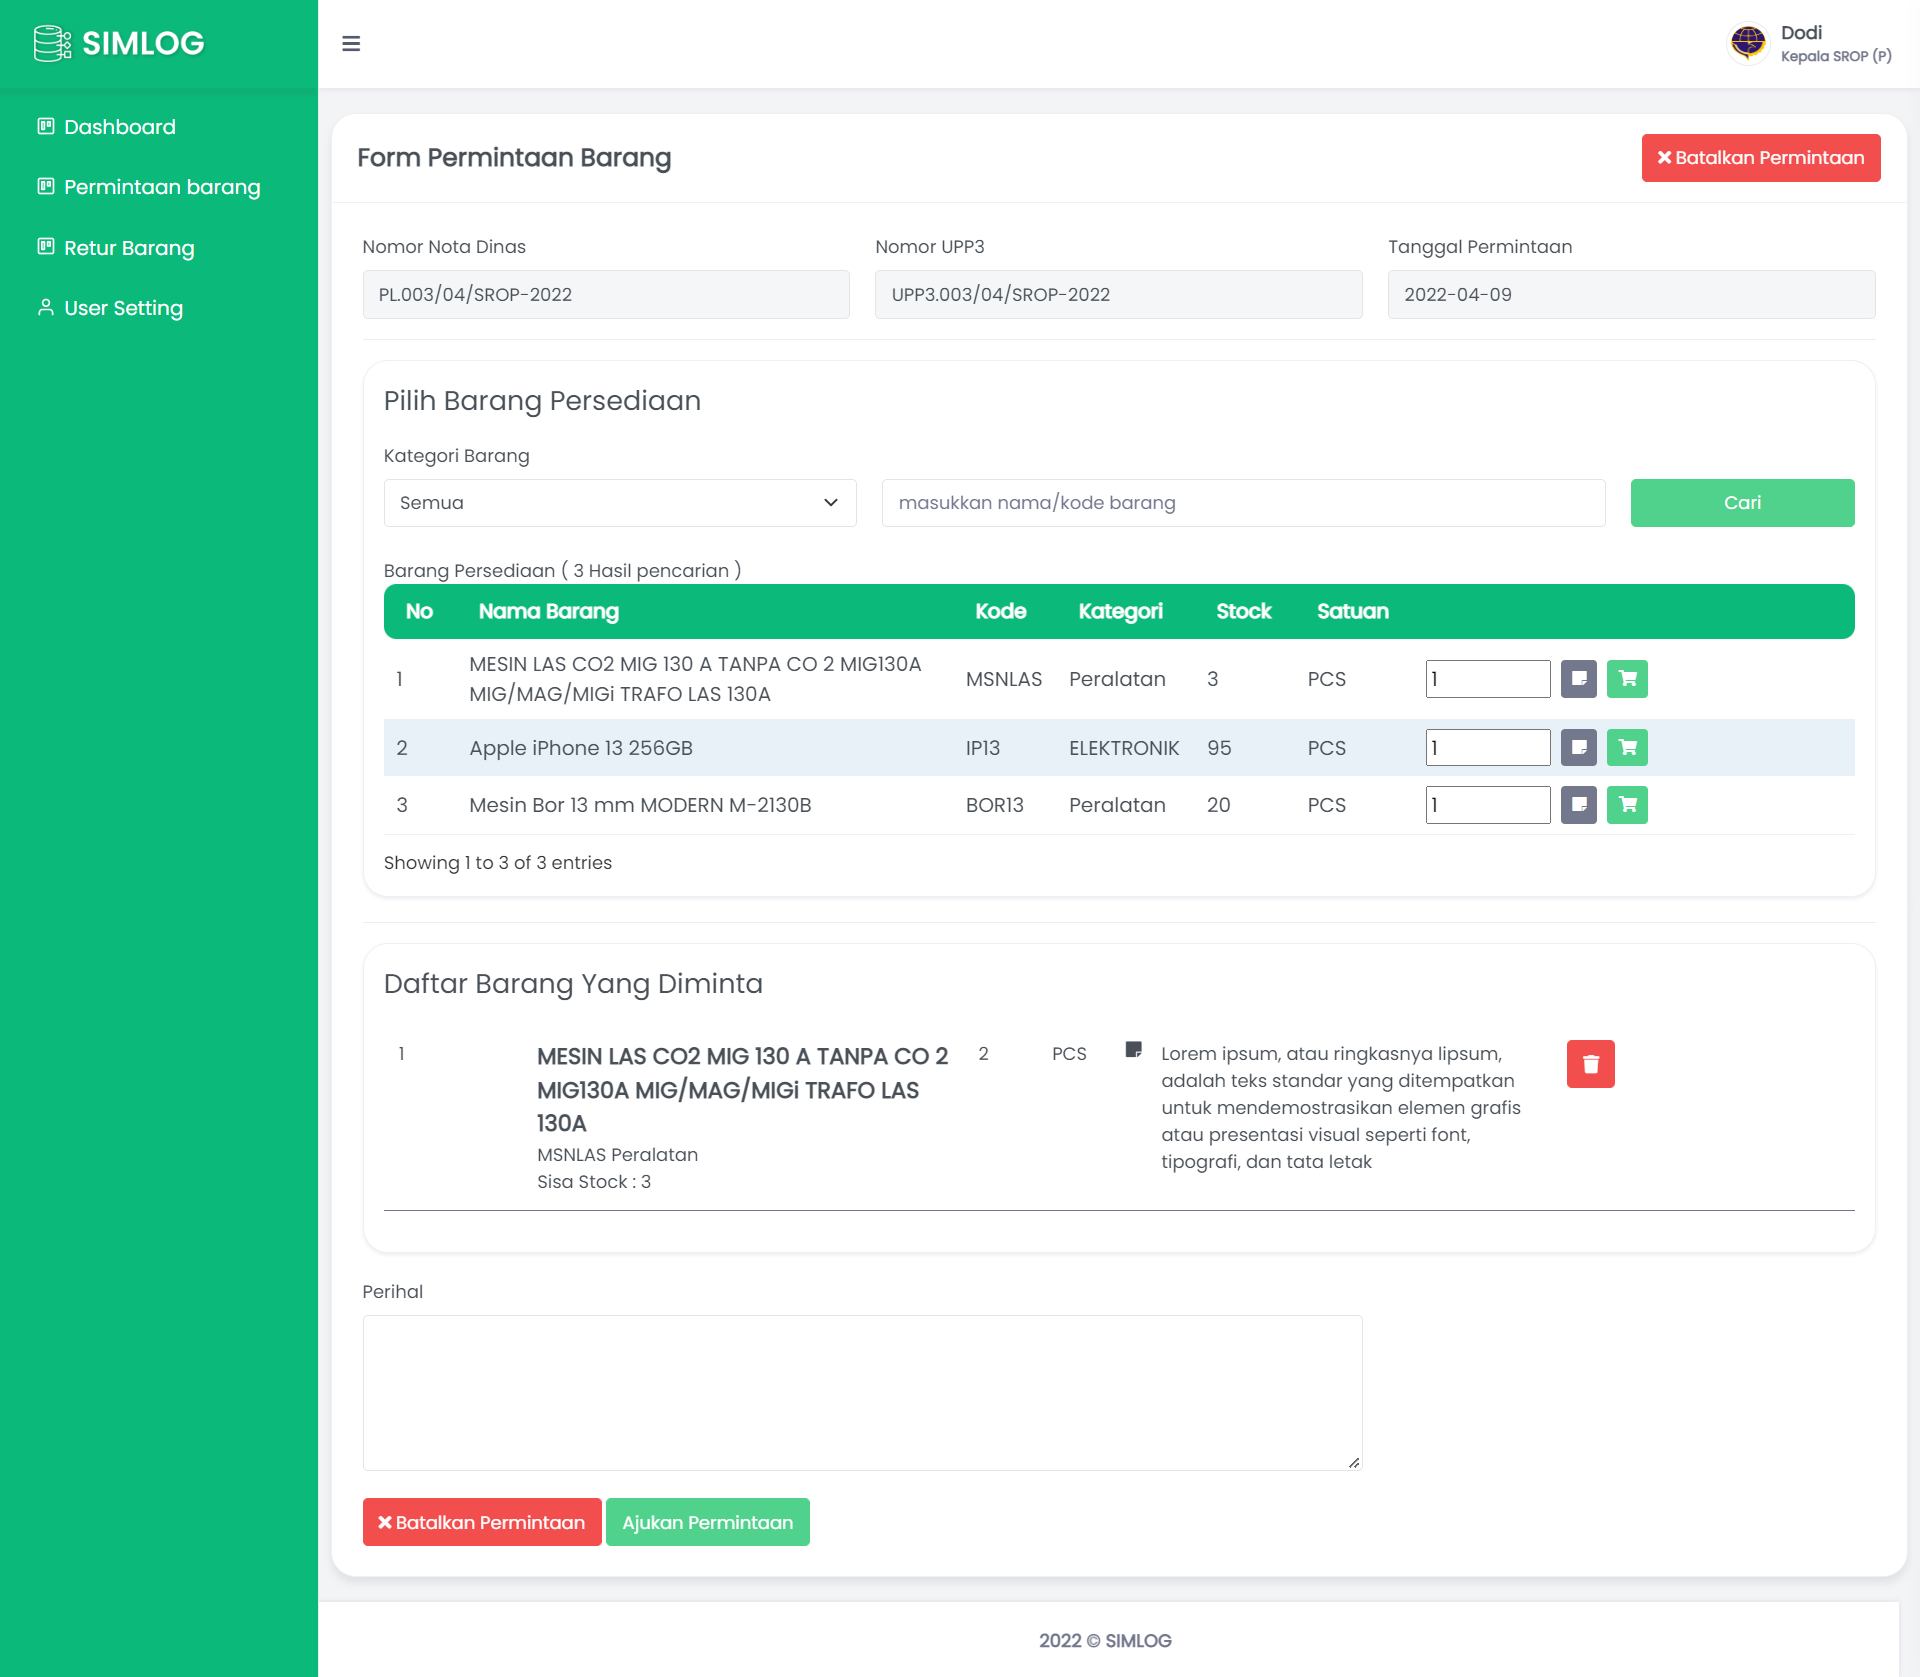 SIMLOG
Dodi
Kepala SROP (P)
Dashboard
Permintaan barang
Retur Barang
User Setting
Form Permintaan Barang
Batalkan Permintaan
Nomor Nota Dinas
Nomor UPP3
Tanggal Permintaan
PL.003/04/SROP-2022
UPP3.003/04/SROP-2022
2022-04-09
Pilih Barang Persediaan
Kategori Barang
Semua
masukkan nama/kode barang
Cari
Barang Persediaan ( 3 Hasil pencarian )
No Nama Barang Kode Kategori Stock Satuan
1 MESIN LAS CO2 MIG 130 A TANPA CO 2 MIG130A
MIG/MAG/MIGi TRAFO LAS 130A
MSNLAS Peralatan 3 PCS 1
2 Apple iPhone 13 256GB IP13 ELEKTRONIK 95 PCS 1
3 Mesin Bor 13 mm MODERN M-2130B BOR13 Peralatan 20 PCS 1
Showing 1 to 3 of 3 entries
Daftar Barang Yang Diminta
1
MESIN LAS CO2 MIG 130 A TANPA CO 2
MIG130A MIG/MAG/MIGi TRAFO LAS
130A
MSNLAS Peralatan
Sisa Stock : 3
2
PCS
Lorem ipsum, atau ringkasnya lipsum,
adalah teks standar yang ditempatkan
untuk mendemostrasikan elemen grafis
atau presentasi visual seperti font,
tipografi, dan tata letak
Perihal
Batalkan Permintaan
Ajukan Permintaan
2022 © SIMLOG